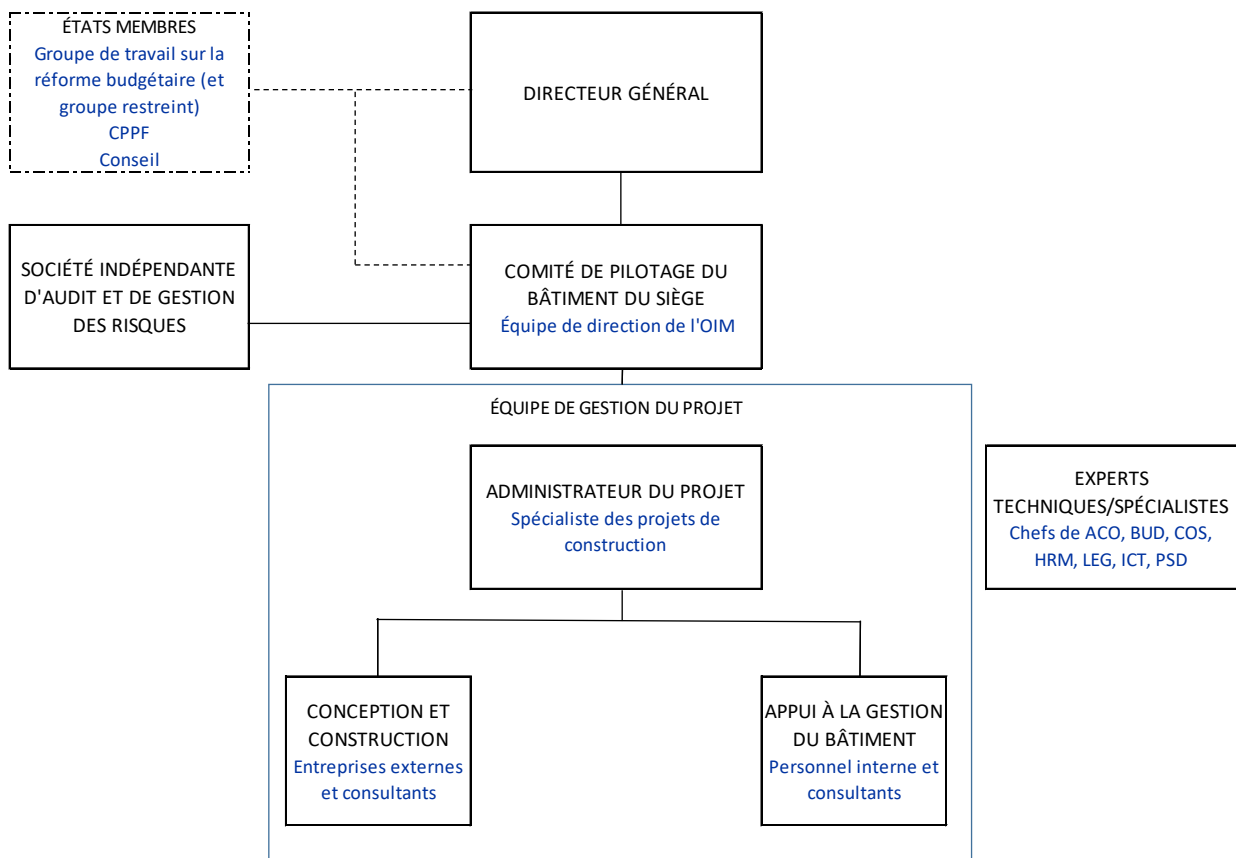 ÉTATS MEMBRES
Groupe de travail sur la
réforme budgétaire (et
groupe restreint)
CPPF
Conseil
DIRECTEUR GÉNÉRAL
SOCIÉTÉ INDÉPENDANTE
D'AUDIT ET DE GESTION
DES RISQUES
COMITÉ DE PILOTAGE DU
BÂTIMENT DU SIÈGE
Équipe de direction de l'OIM
ÉQUIPE DE GESTION DU PROJET
ADMINISTRATEUR DU PROJET
Spécialiste des projets de
construction
EXPERTS
TECHNIQUES/SPÉCIALISTES
Chefs de ACO, BUD, COS,
HRM, LEG, ICT, PSD
CONCEPTION ET
CONSTRUCTION
Entreprises externes
et consultants
APPUI À LA GESTION
DU BÂTIMENT
Personnel interne et
consultants